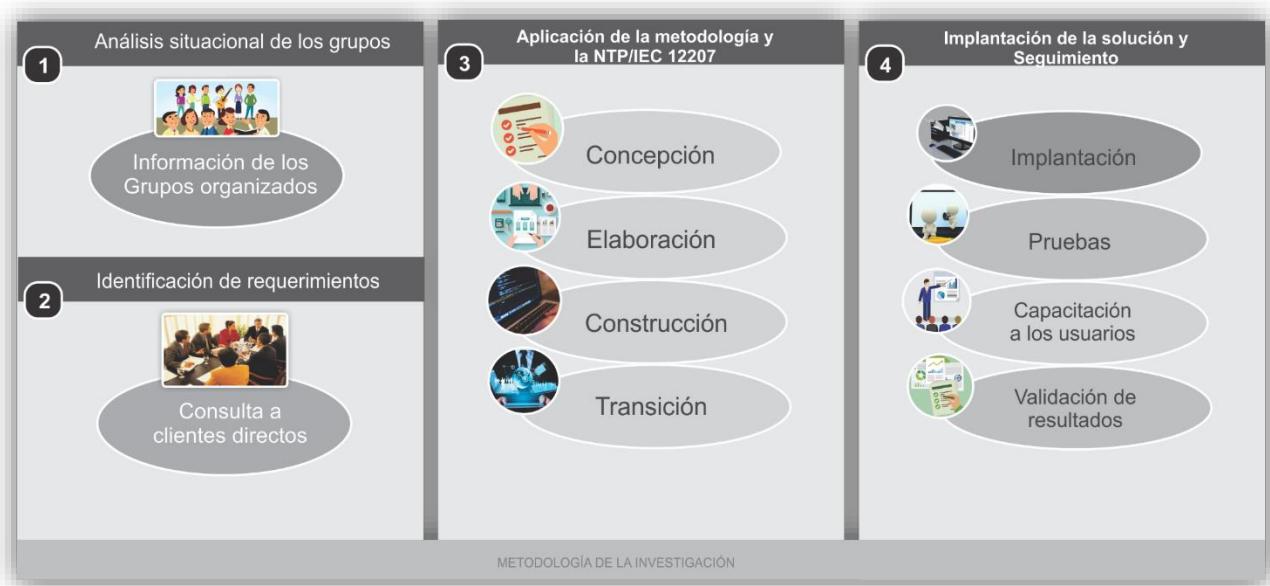 1
Análisis situacional de los grupos
Información de los
Grupos organizados
2
Identificación de requerimientos
Consulta a
clientes directos
3
Aplicación de la metodología y
la NTP/IEC 12207
Concepción
Elaboración
Construcción
Transición
4
Implantación de la solución y
Seguimiento
Implantación
Pruebas
Capacitación
a los usuarios
Validación de
resultados
METODOLOGÍA DE LA INVESTIGACIÓN